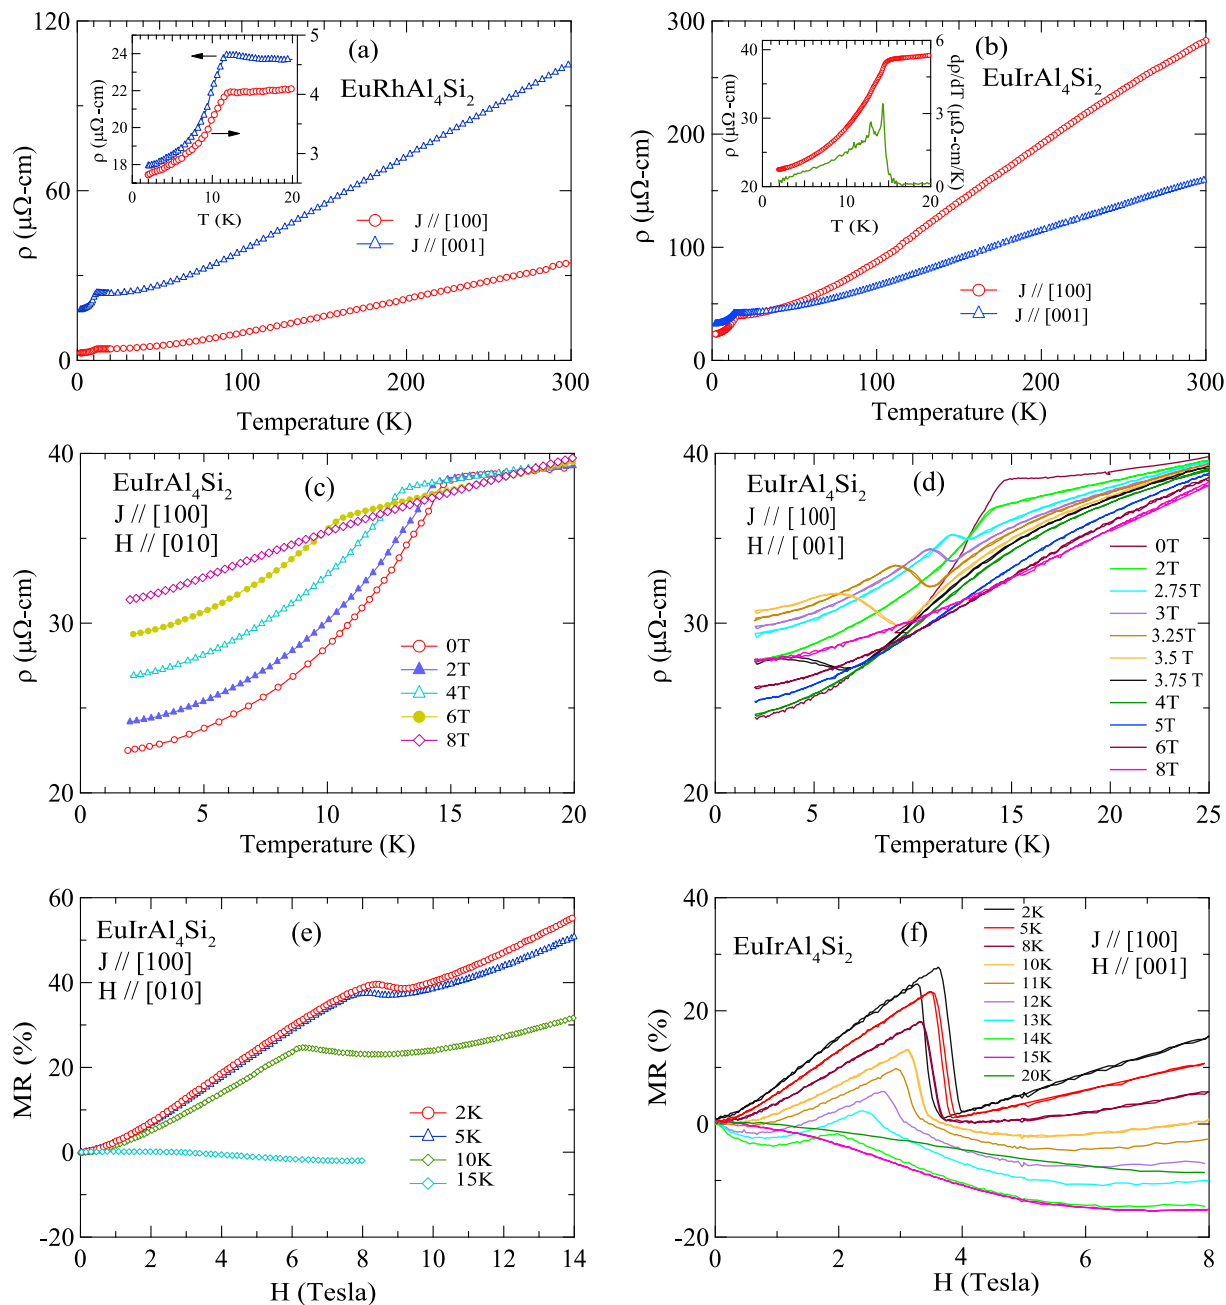 (a)
EuRhAl4Si2
120
60
0
ρ (μΩ-cm)
0
100
200
300
Temperature (K)
J // [100]
J // [001]
24
22
20
18
ρ (μΩ-cm)
5
4
3
0
10
20
T (K)
(b)
EuIrAl4Si2
300
250
200
150
100
50
0
ρ (μΩ-cm)
0
100
200
300
Temperature (K)
J // [100]
J // [001]
40
30
20
ρ (μΩ-cm)
6
3
0
dρ/dT (μΩ-cm/K)
0
10
20
T (K)
EuIrAl4Si2
(c)
J // [100]
H // [010]
40
30
20
ρ (μΩ-cm)
0
5
10
15
20
Temperature (K)
0T
2T
4T
6T
8T
EuIrAl4Si2
(d)
J // [100]
H // [001]
40
30
20
ρ (μΩ-cm)
0
5
10
15
20
25
Temperature (K)
0T
2T
2.75T
3T
3.25T
3.5 T
3.75 T
4T
5T
6T
8T
EuIrAl4Si2
(e)
J // [100]
H // [010]
60
40
20
0
-20
MR (%)
0
2
4
6
8
10
12
14
H (Tesla)
2K
5K
10K
15K
EuIrAl4Si2
(f)
J // [100]
H // [001]
40
30
20
10
0
-10
-20
MR (%)
0
2
4
6
8
H (Tesla)
2K
5K
8K
10K
11K
12K
13K
14K
15K
20K